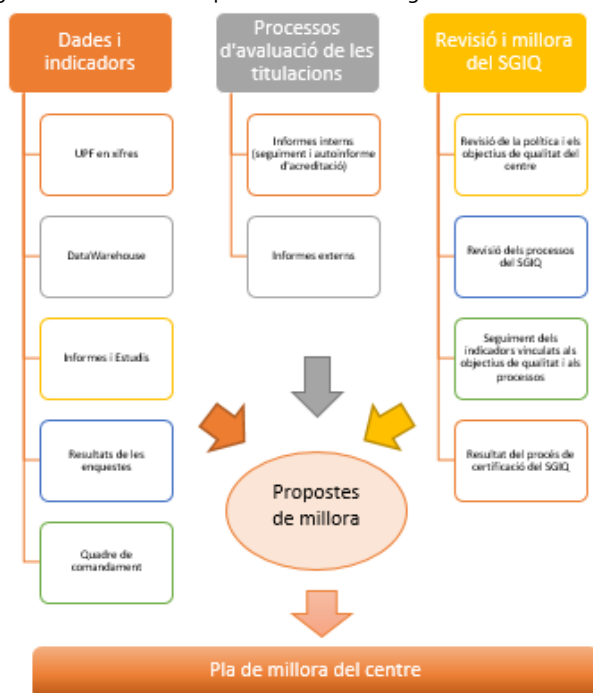 Dades i
indicadors
UPF en xifres
DataWarehouse
Informes i Estudis
Resultats de les
enquestes
Quadre de
comandament
Processos
d'avaluació de les
titulacions
Informes interns
(seguiment i autoinforme
d'acreditació)
Informes externs
Revisió i millora
del SGIQ
Revisió de la política i els
objectius de qualitat del
centre
Revisió dels processos
del SGIQ
Seguiment dels
indicadors vinculats als
objectius de qualitat i als
processos
Resultat del procés de
certificació del SGIQ
Propostes
de millora
Pla de millora del centre